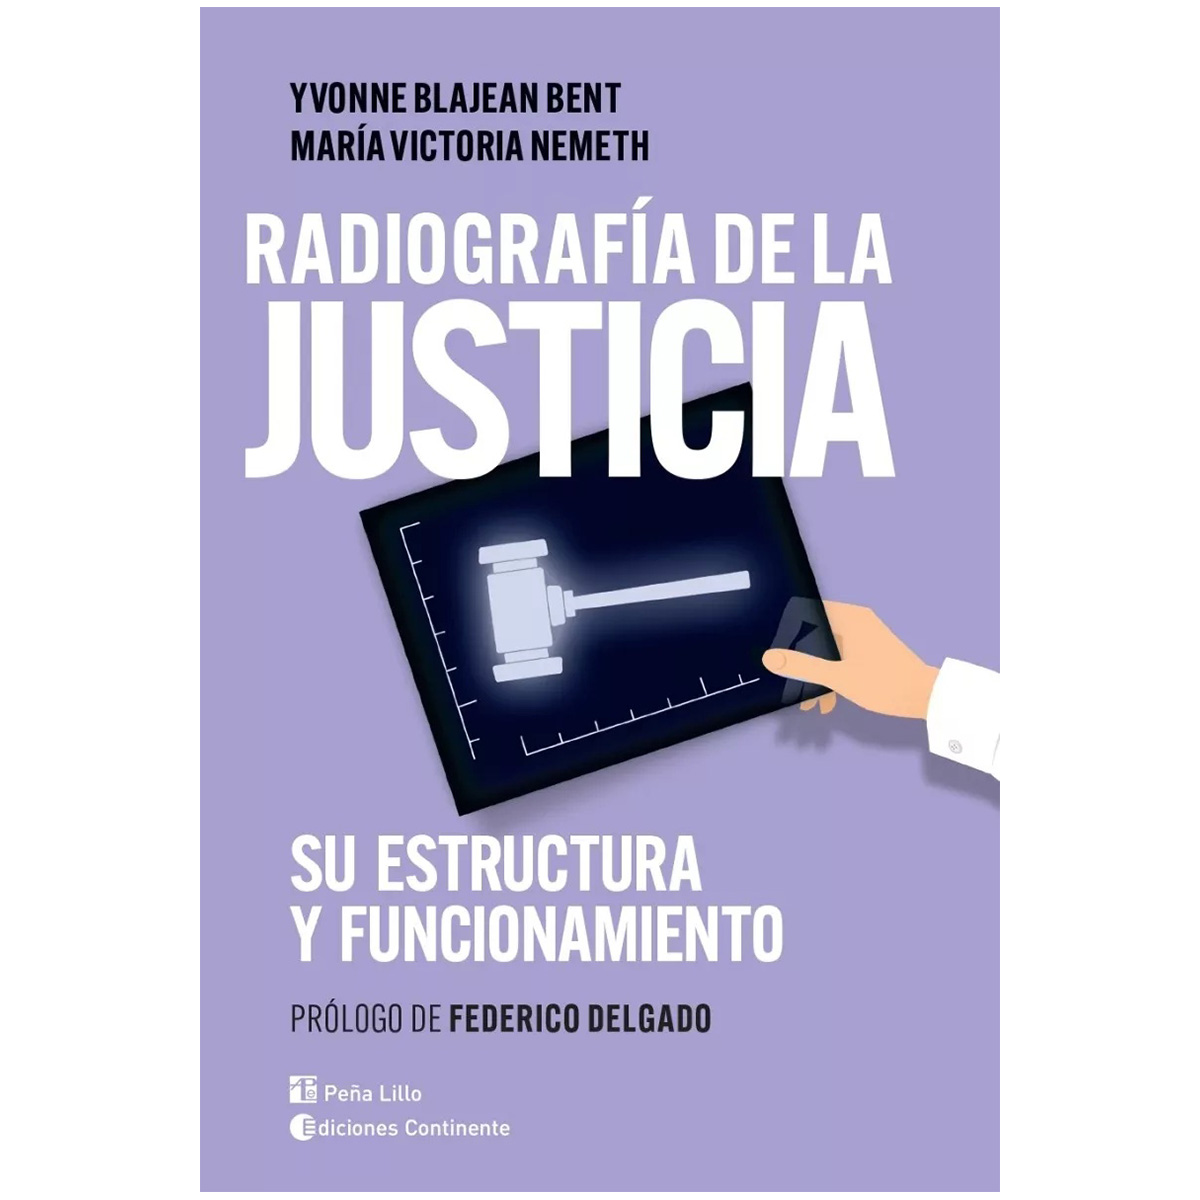 YVONNE BLAJEAN BENT
MARÍA VICTORIA NEMETH
RADIOGRAFÍA DE LA
JUSTICIA
SU ESTRUCTURA
Y FUNCIONAMIENTO
PRÓLOGO DE FEDERICO DELGADO
APe Peña Lillo
Ediciones Continente